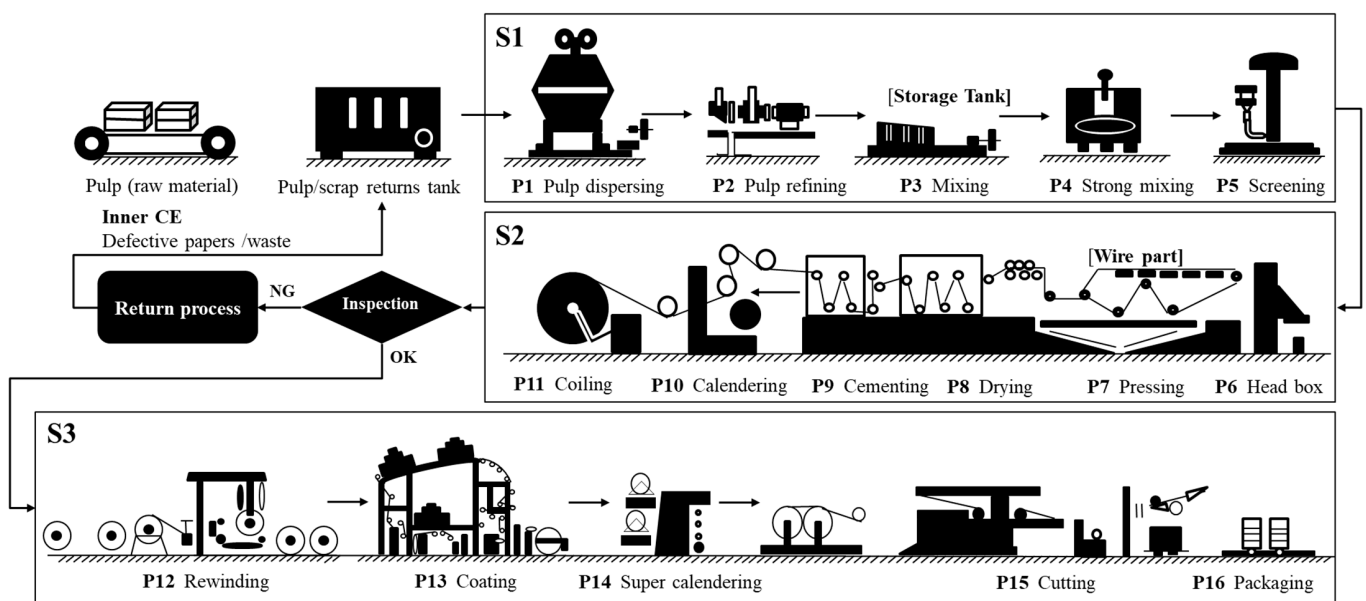 S1
[Storage Tank]
Pulp (raw material)
Pulp/scrap returns tank
P1 Pulp dispersing
P2 Pulp refining
P3 Mixing
P4 Strong mixing
P5 Screening
Inner CE
Defective papers /waste
Return process
NG
Inspection
OK
S2
[Wire part]
P11 Coiling
P10 Calendering
P9 Cementing
P8 Drying
P7 Pressing
P6 Head box
S3
P12 Rewinding
P13 Coating
P14 Super calendering
P15 Cutting
P16 Packaging